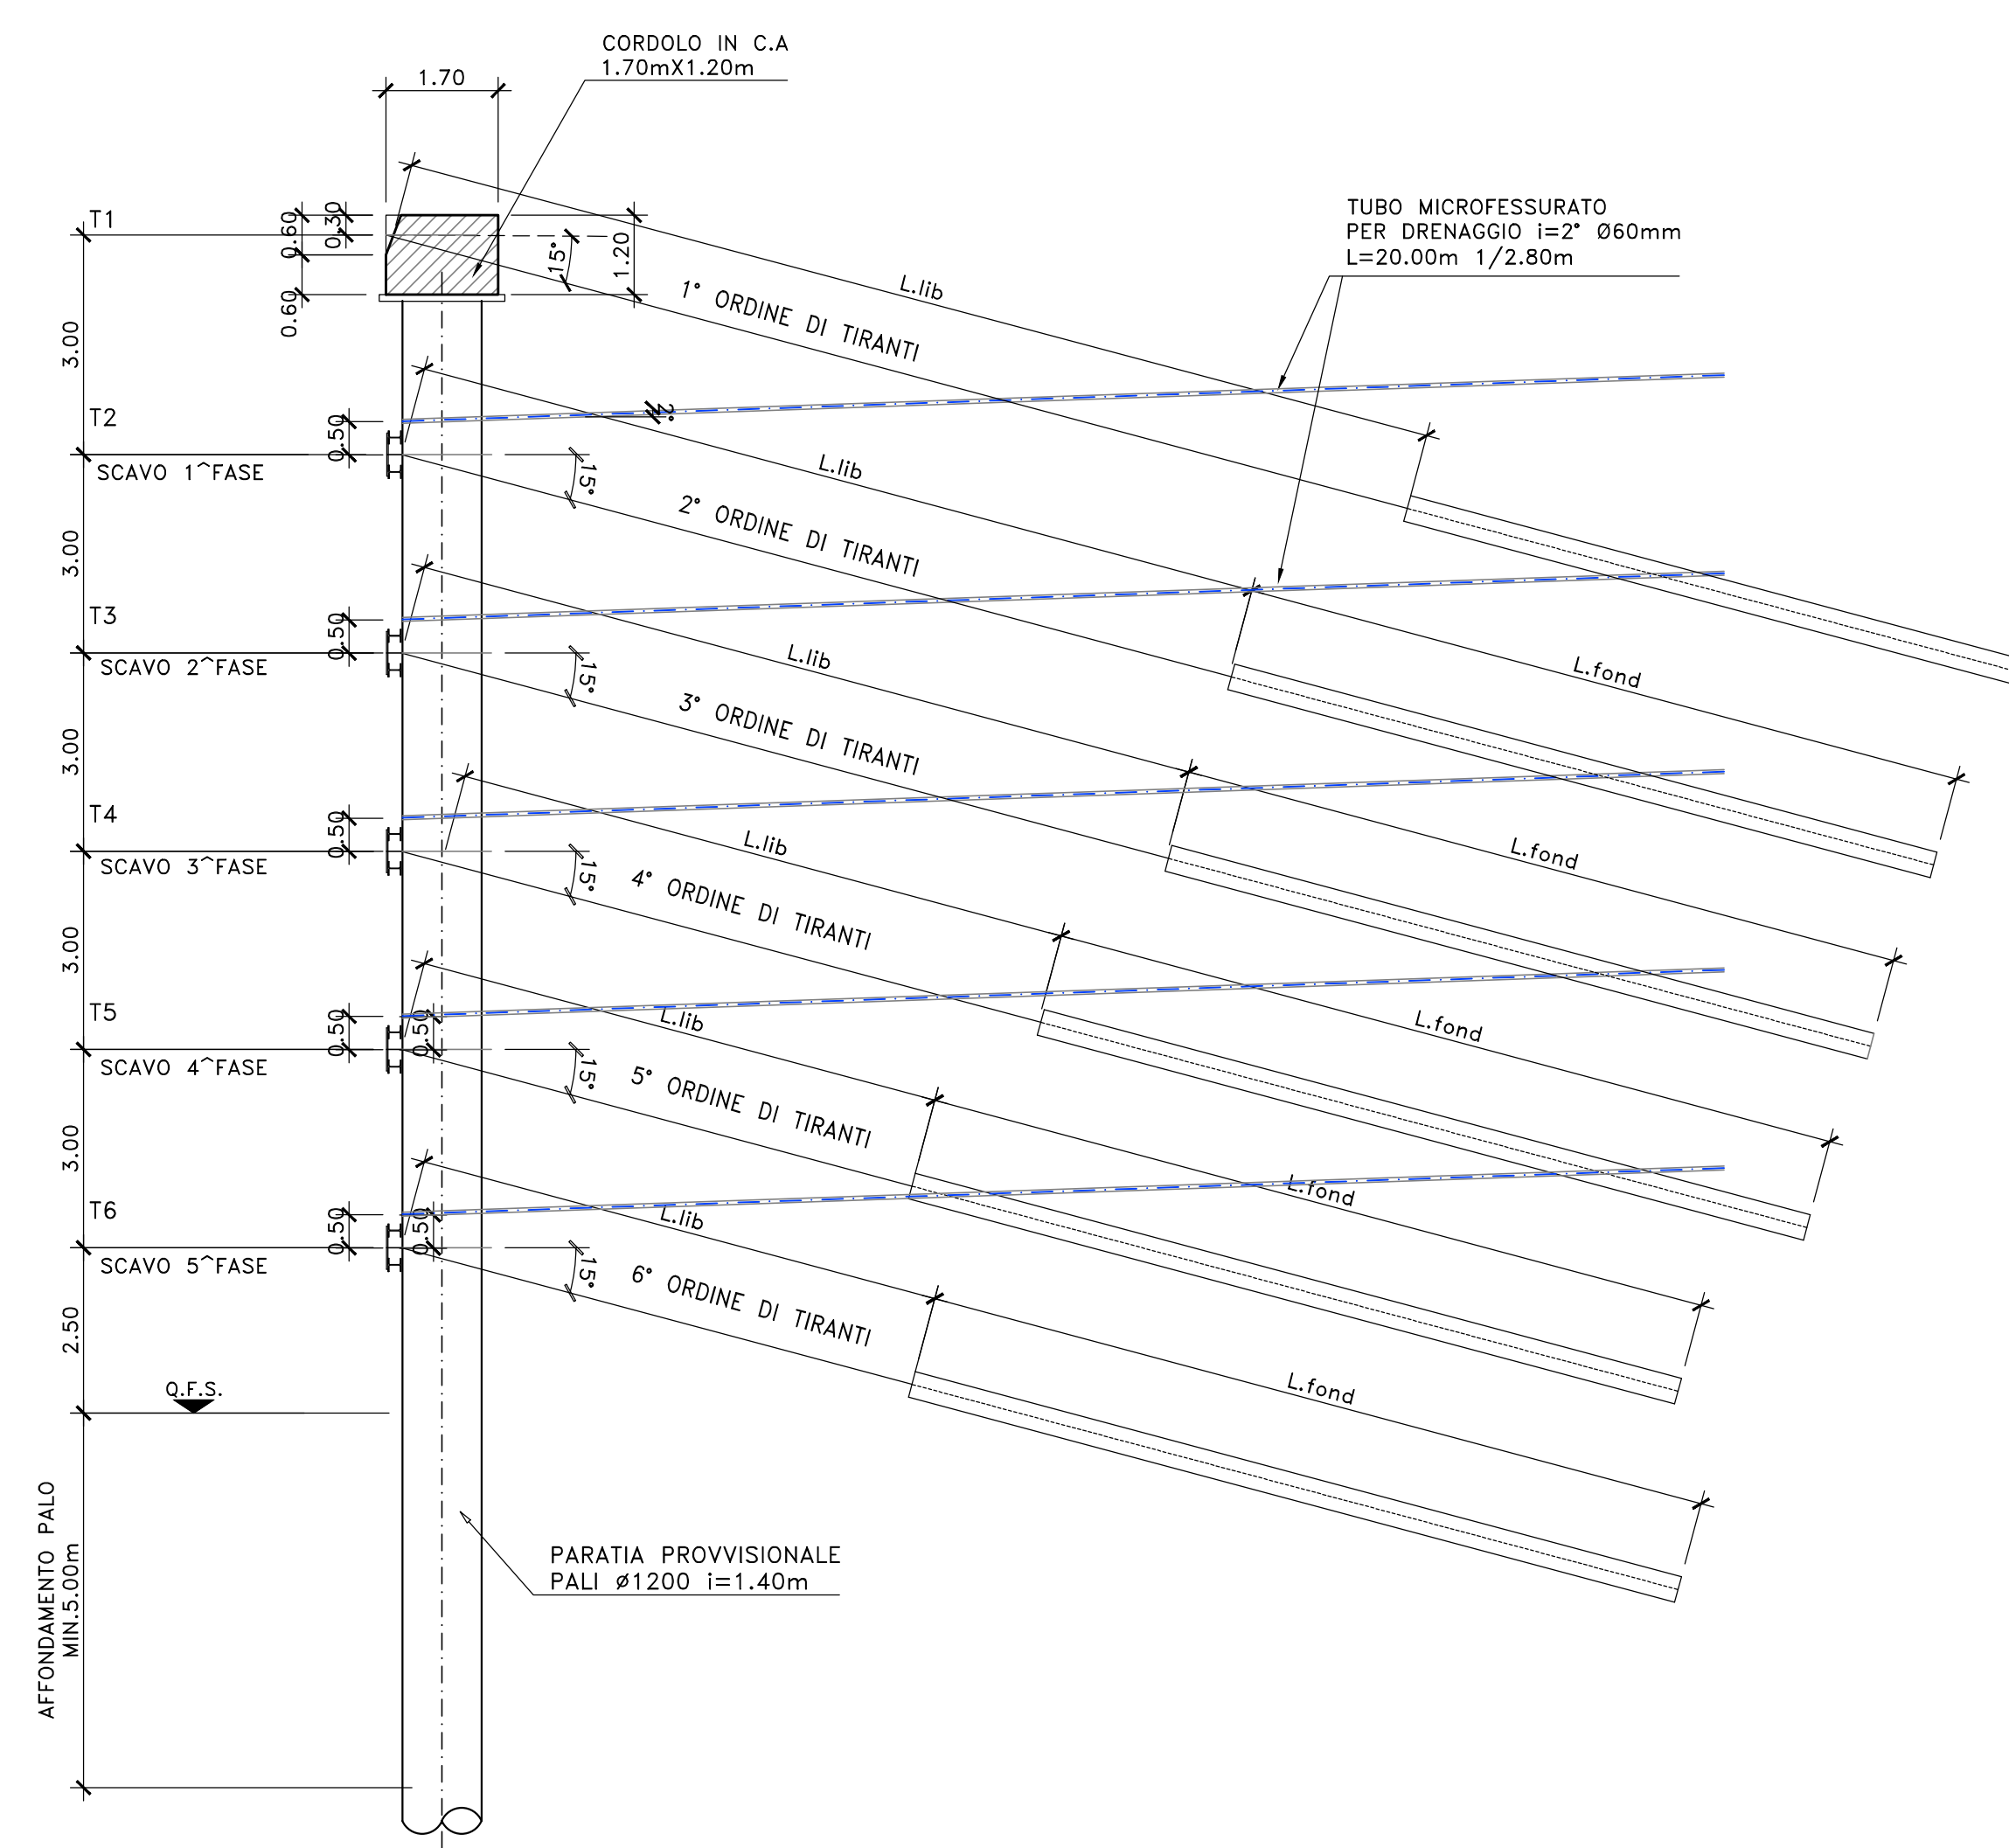 CORDOLO IN C.A
1.70mX1.20m
1.70
TUBO MICROFESSURATO
PER DRENAGGIO i=2° Ø60mm
L=20.00m 1/2.80m
T1
0.60
0.30
0.60
1.20
15°
L.lib
1° ORDINE DI TIRANTI
3.00
T2
0.50
2°
SCAVO 1^FASE
15°
L.lib
2° ORDINE DI TIRANTI
L.fond
3.00
T3
0.50
SCAVO 2^FASE
15°
L.lib
3° ORDINE DI TIRANTI
L.fond
3.00
T4
0.50
SCAVO 3^FASE
15°
L.lib
4° ORDINE DI TIRANTI
L.fond
3.00
T5
0.50
0.50
SCAVO 4^FASE
15°
L.lib
5° ORDINE DI TIRANTI
L.fond
3.00
T6
0.50
0.50
SCAVO 5^FASE
15°
L.lib
6° ORDINE DI TIRANTI
L.fond
2.50
Q.F.S.
AFFONDAMENTO PALO
MIN.5.00m
PARATIA PROVVISIONALE
PALI ø1200 i=1.40m